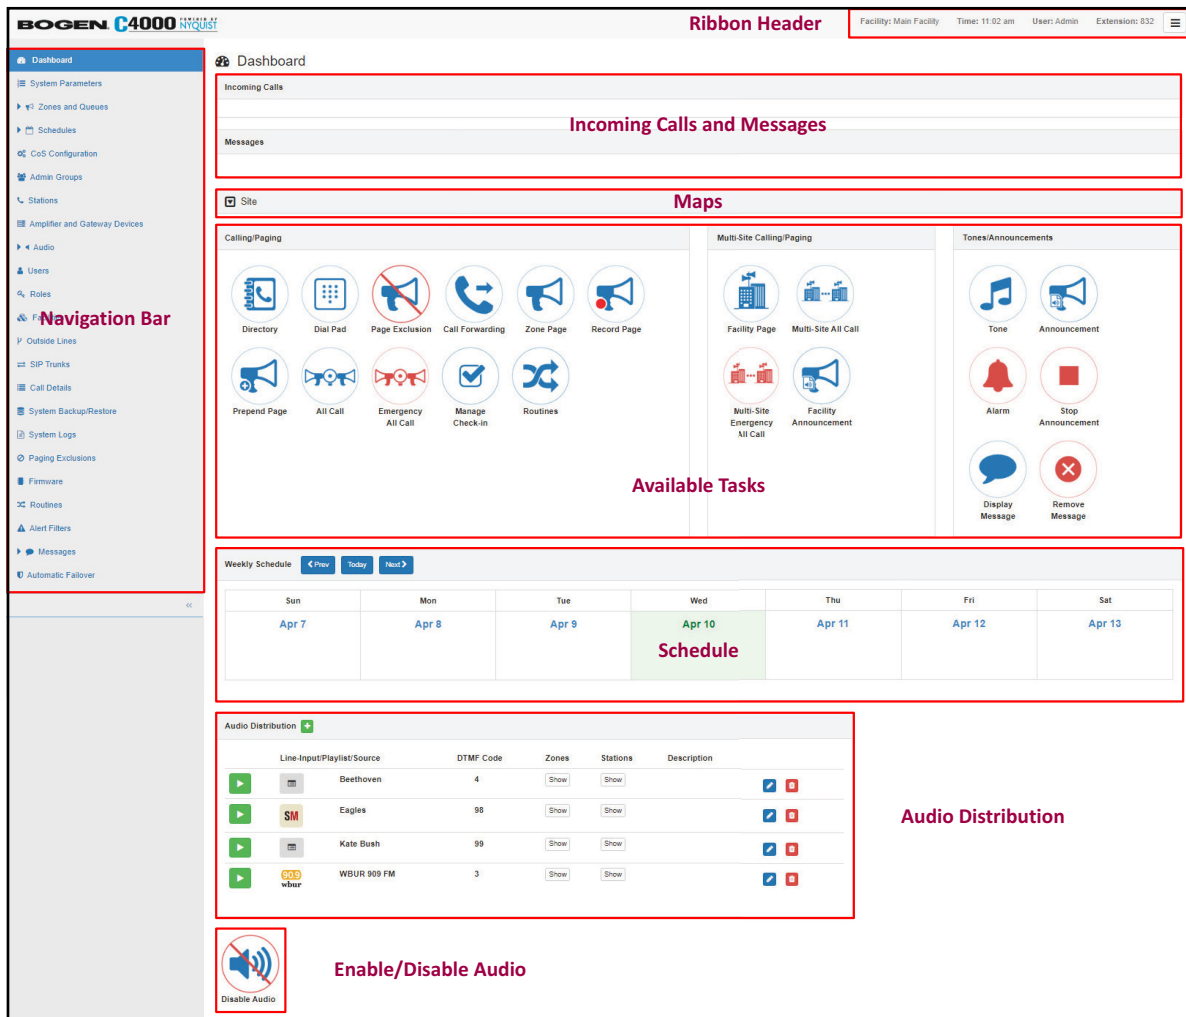 BOGEN. C4000 POWERED BY NYQUIST
Ribbon Header
Facility: Main Facility Time: 11:02 am User: Admin Extension: 832
Dashboard
System Parameters
Zones and Queues
Schedules
CoS Configuration
Admin Groups
Stations
Amplifier and Gateway Devices
Audio
Users
Roles
Navigation Bar
Outside Lines
SIP Trunks
Call Details
System Backup/Restore
System Logs
Paging Exclusions
Firmware
Routines
Alert Filters
Messages
Automatic Failover
«
Dashboard
Incoming Calls
Incoming Calls and Messages
Messages
Site
Maps
Calling/Paging
Directory
Dial Pad
Page Exclusion
Call Forwarding
Zone Page
Record Page
Prepend Page
All Call
Emergency
All Call
Manage
Check-in
Routines
Multi-Site Calling/Paging
Facility Page
Multi-Site All Call
Multi-Site
Emergency
All Call
Facility
Announcement
Tones/Announcements
Tone
Announcement
Alarm
Stop
Announcement
Display
Message
Remove
Message
Available Tasks
Weekly Schedule Prev Today Next
Sun Mon Tue Wed Thu Fri Sat
Apr 7 Apr 8 Apr 9 Apr 10 Apr 11 Apr 12 Apr 13
Schedule
Audio Distribution
Line-Input/Playlist/Source DTMF Code Zones Stations Description
Beethoven 4 Show Show
SM Eagles 98 Show Show
Kate Bush 99 Show Show
90.9 wbur WBUR 909 FM 3 Show Show
Audio Distribution
Disable Audio
Enable/Disable Audio